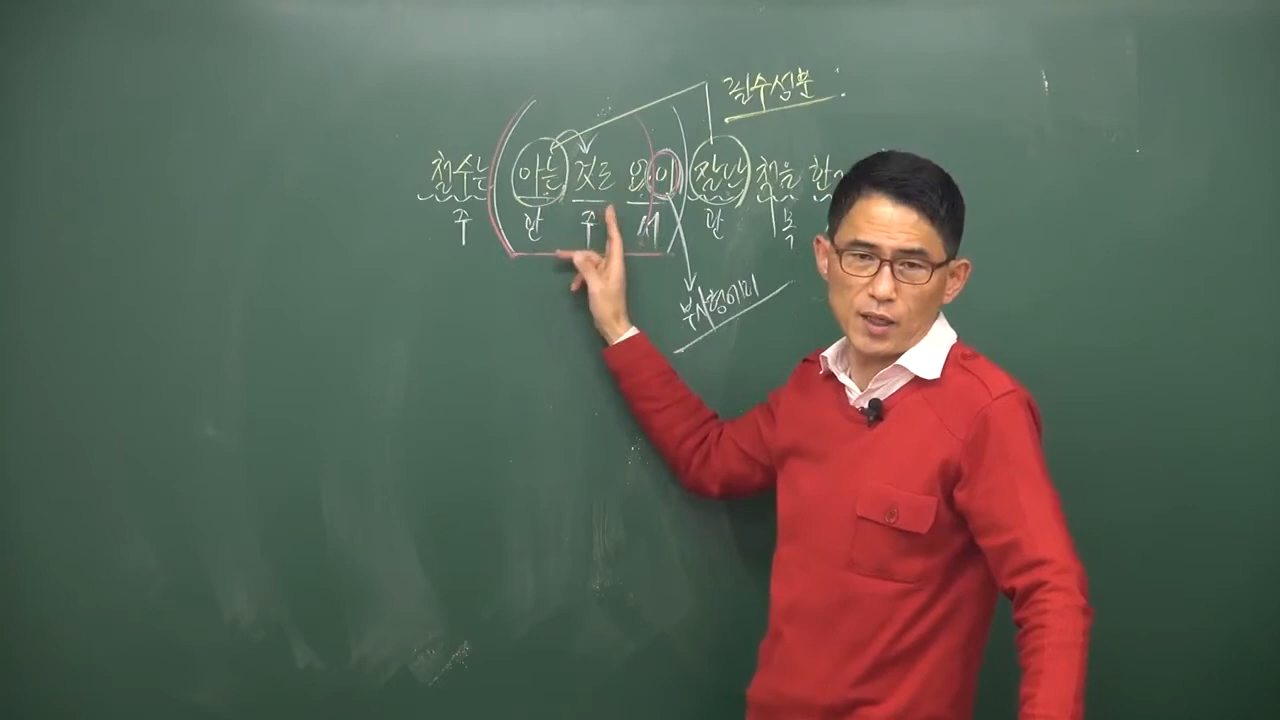 필수성분 :
철수는 아는 것도 없이 잘난 척을 한
주 관 주 서 관 목
부사형어미